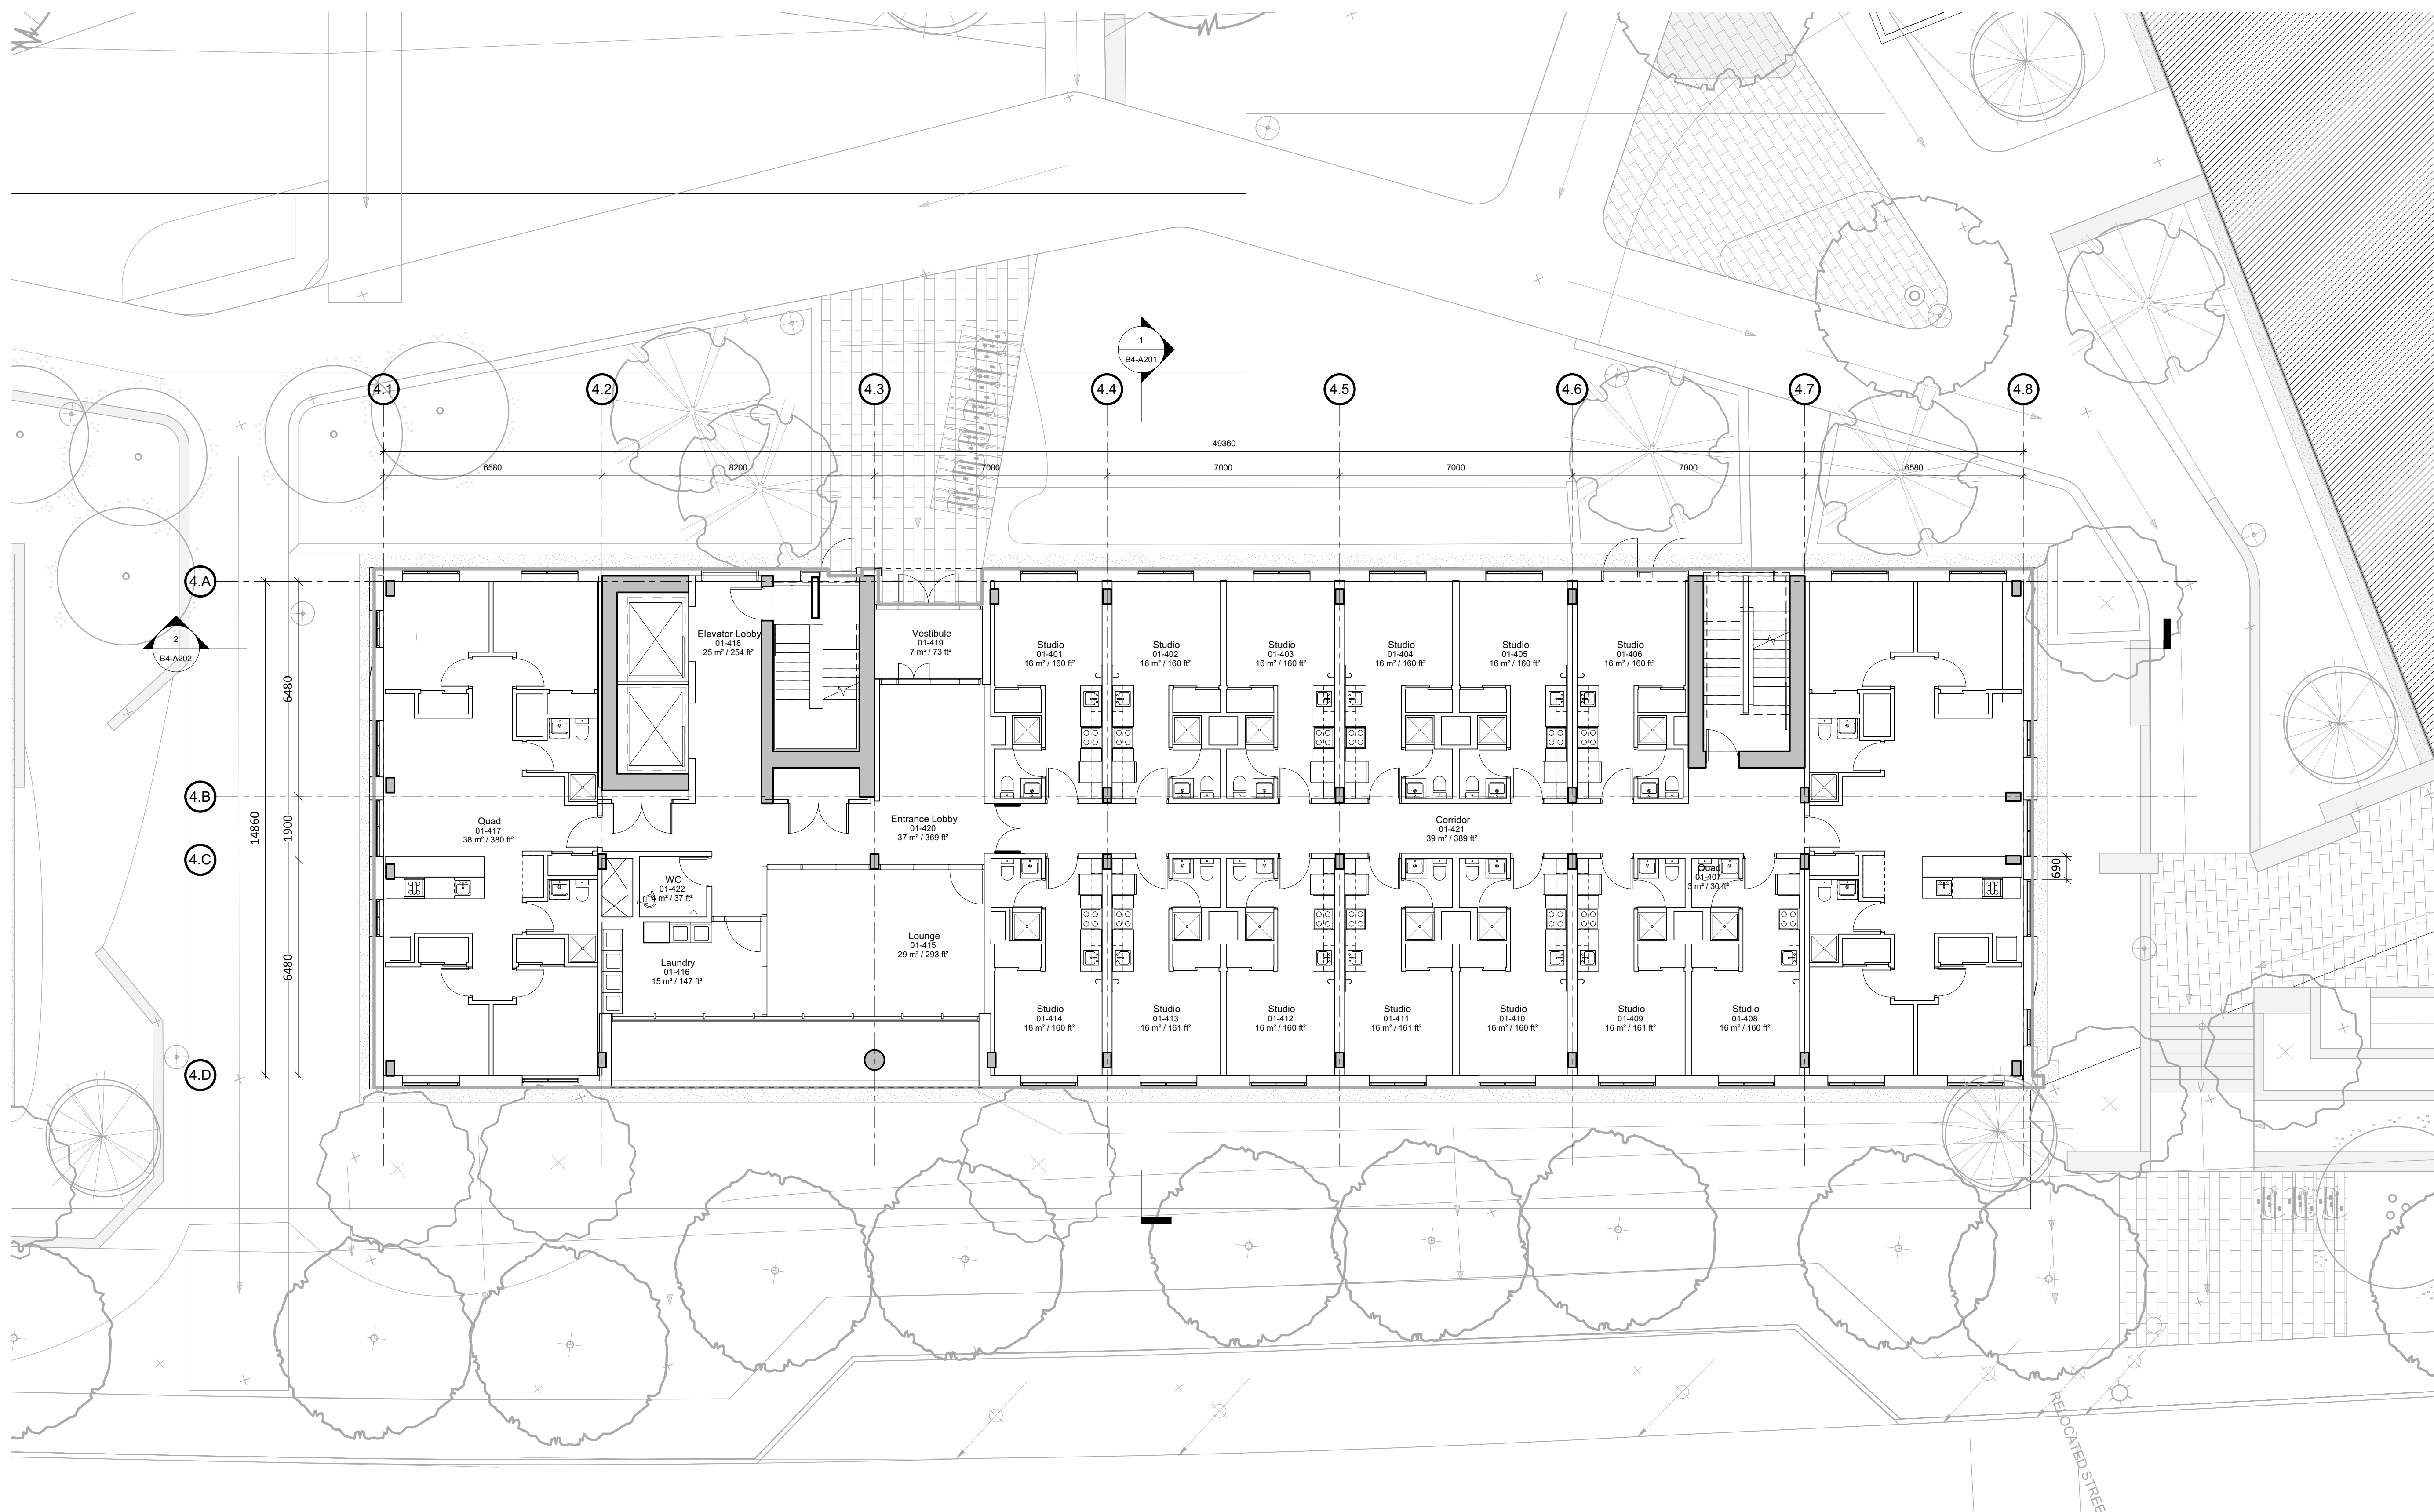 1
B4-A201
4.1
4.2
4.3
4.4
4.5
4.6
4.7
4.8
49360
6580
8200
7000
7000
7000
7000
6580
4.A
2
B4-A202
6480
14860
1900
6480
4.B
4.C
4.D
690
Elevator Lobby
01-418
25 m² / 254 ft²
Vestibule
01-419
7 m² / 73 ft²
Studio
01-401
16 m² / 160 ft²
Studio
01-402
16 m² / 160 ft²
Studio
01-403
16 m² / 160 ft²
Studio
01-404
16 m² / 160 ft²
Studio
01-405
16 m² / 160 ft²
Studio
01-406
16 m² / 160 ft²
Quad
01-417
38 m² / 380 ft²
Entrance Lobby
01-420
37 m² / 369 ft²
Corridor
01-421
39 m² / 389 ft²
WC
01-422
4 m² / 37 ft²
Quad
01-407
3 m² / 30 ft²
Laundry
01-416
15 m² / 147 ft²
Lounge
01-415
29 m² / 293 ft²
Studio
01-414
16 m² / 160 ft²
Studio
01-413
16 m² / 161 ft²
Studio
01-412
16 m² / 160 ft²
Studio
01-411
16 m² / 161 ft²
Studio
01-410
16 m² / 160 ft²
Studio
01-409
16 m² / 161 ft²
Studio
01-408
16 m² / 160 ft²
RELOCATED STREE